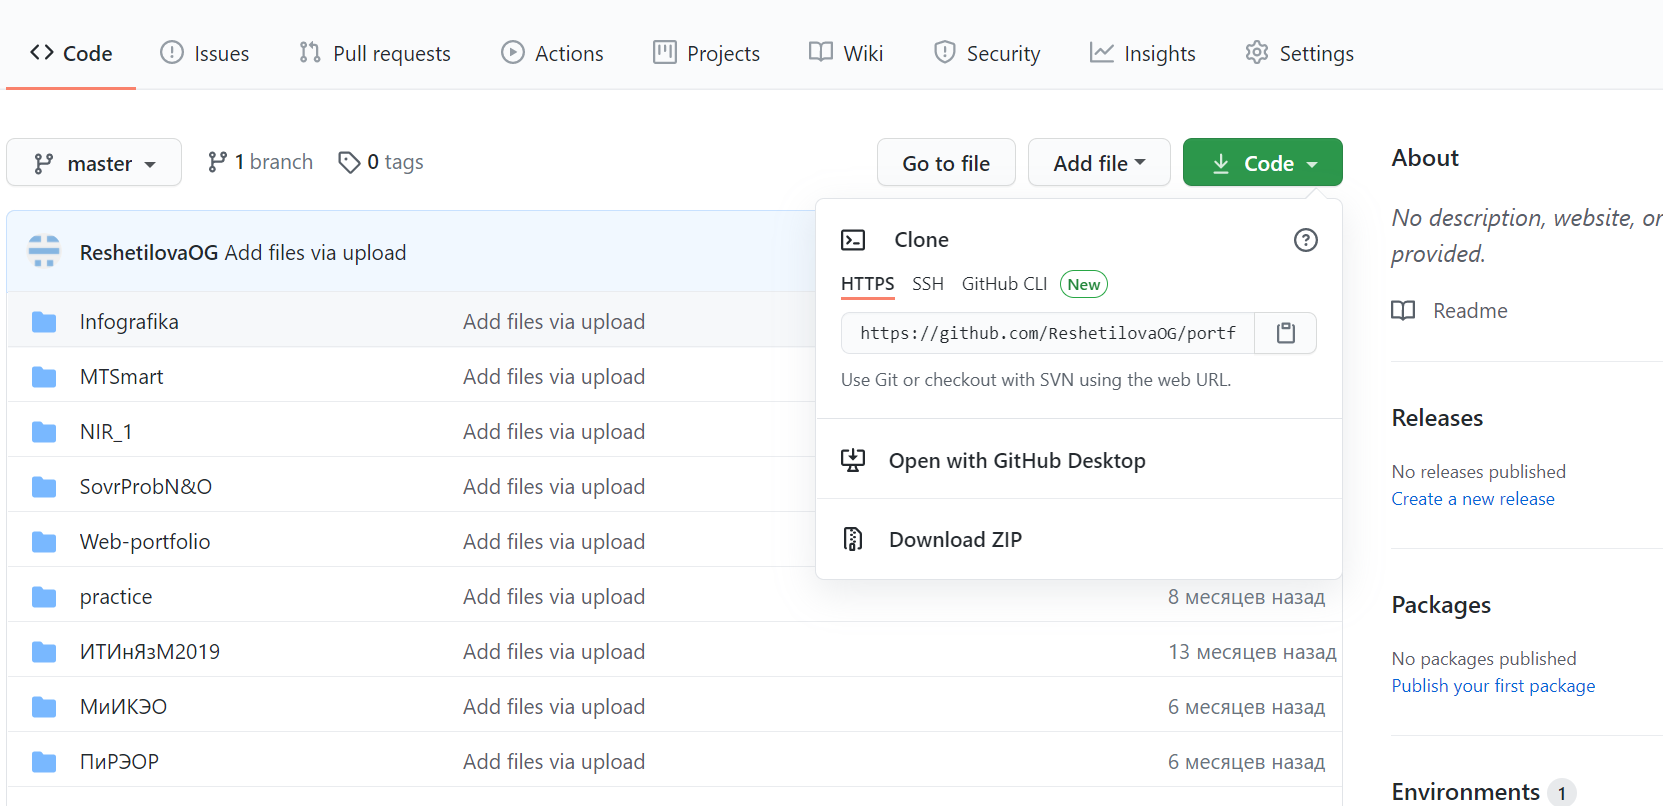 Code Issues Pull requests Actions Projects Wiki Security Insights Settings
master 1 branch 0 tags Go to file Add file Code
ReshetilovaOG Add files via upload
Infografika Add files via upload
MTSmart Add files via upload
NIR_1 Add files via upload
SovrProbN&O Add files via upload
Web-portfolio Add files via upload
practice Add files via upload 8 месяцев назад
ИТИнЯзМ2019 Add files via upload 13 месяцев назад
МиИКЭО Add files via upload 6 месяцев назад
ПиРЭОР Add files via upload 6 месяцев назад
Clone
HTTPS SSH GitHub CLI New
https://github.com/ReshetilovaOG/portf
Use Git or checkout with SVN using the web URL.
Open with GitHub Desktop
Download ZIP
About
No description, website, or
provided.
Readme
Releases
No releases published
Create a new release
Packages
No packages published
Publish your first package
Environments 1